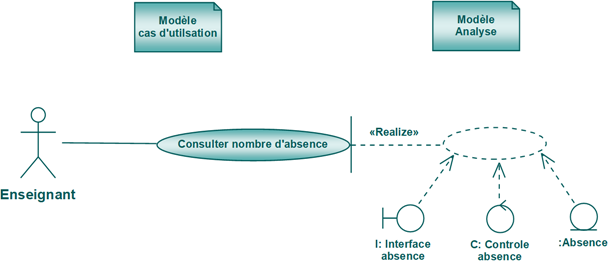 Modèle
cas d'utilsation
Modèle
Analyse
Consulter nombre d'absence
«Realize»
Enseignant
I: Interface
absence
C: Controle
absence
:Absence